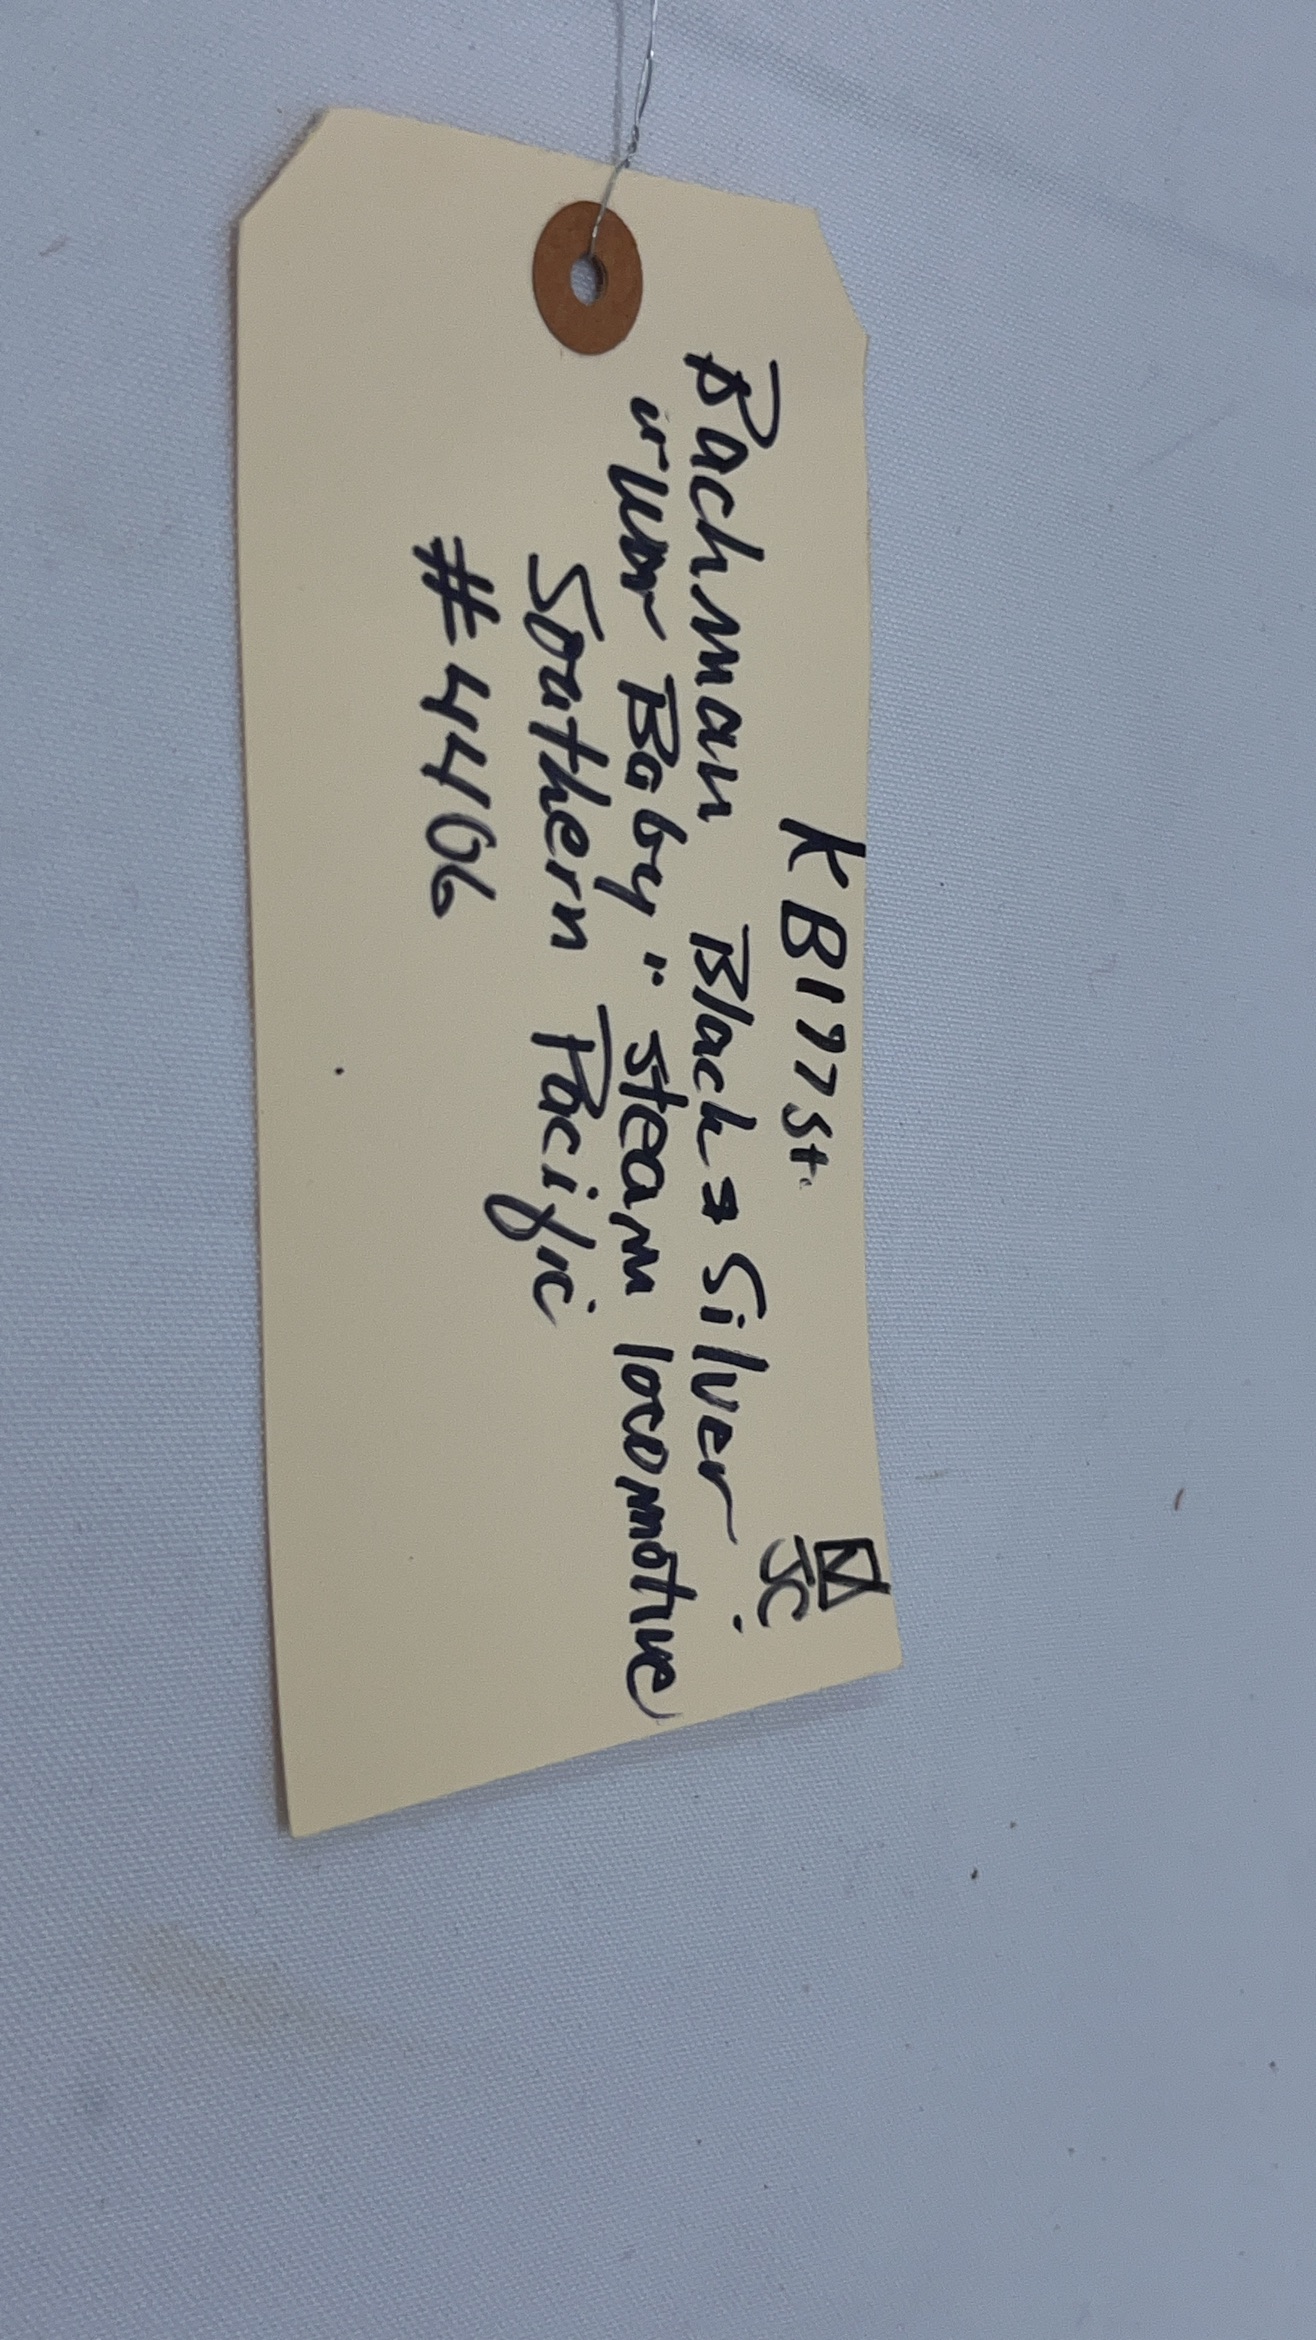 KB1775t.
JC
Bachman Black & Silver
"War Baby" steam locomotive
Southern Pacific
#4406